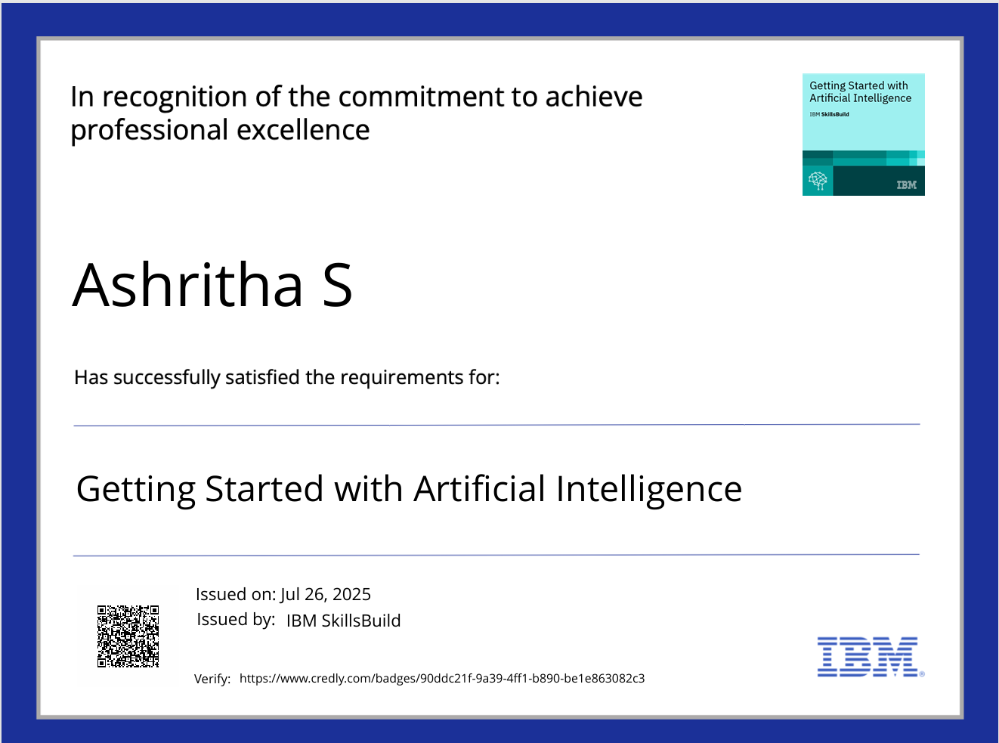 In recognition of the commitment to achieve
professional excellence
Getting Started with
Artificial Intelligence
IBM SkillsBuild
IBM
Ashritha S
Has successfully satisfied the requirements for:
Getting Started with Artificial Intelligence
Issued on: Jul 26, 2025
Issued by: IBM SkillsBuild
Verify: https://www.credly.com/badges/90ddc21f-9a39-4ff1-b890-be1e863082c3
IBM®